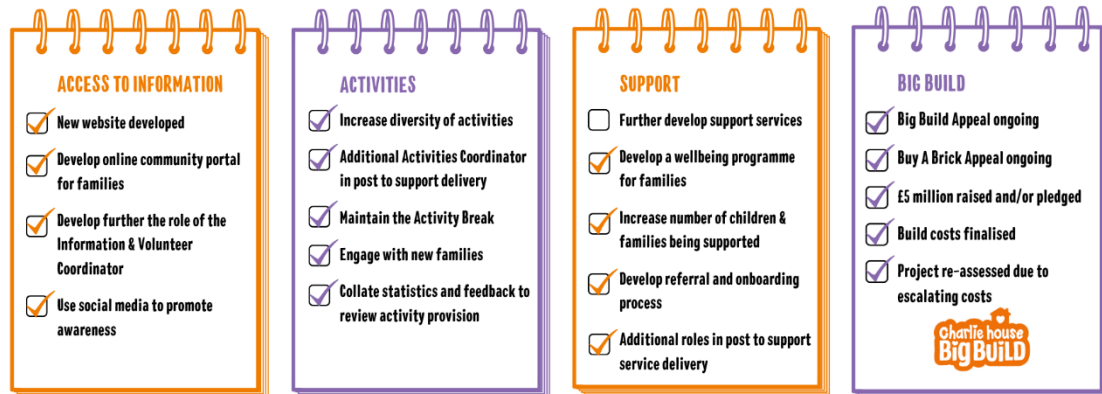 ACCESS TO INFORMATION
New website developed
Develop online community portal
for families
Develop further the role of the
Information & Volunteer
Coordinator
Use social media to promote
awareness
ACTIVITIES
Increase diversity of activities
Additional Activities Coordinator
in post to support delivery
Maintain the Activity Break
Engage with new families
Collate statistics and feedback to
review activity provision
SUPPORT
Further develop support services
Develop a wellbeing programme
for families
Increase number of children &
families being supported
Develop referral and onboarding
process
Additional roles in post to support
service delivery
BIG BUILD
Big Build Appeal ongoing
Buy A Brick Appeal ongoing
£5 million raised and/or pledged
Build costs finalised
Project re-assessed due to
escalating costs
Charlie house
BiG BUiLD